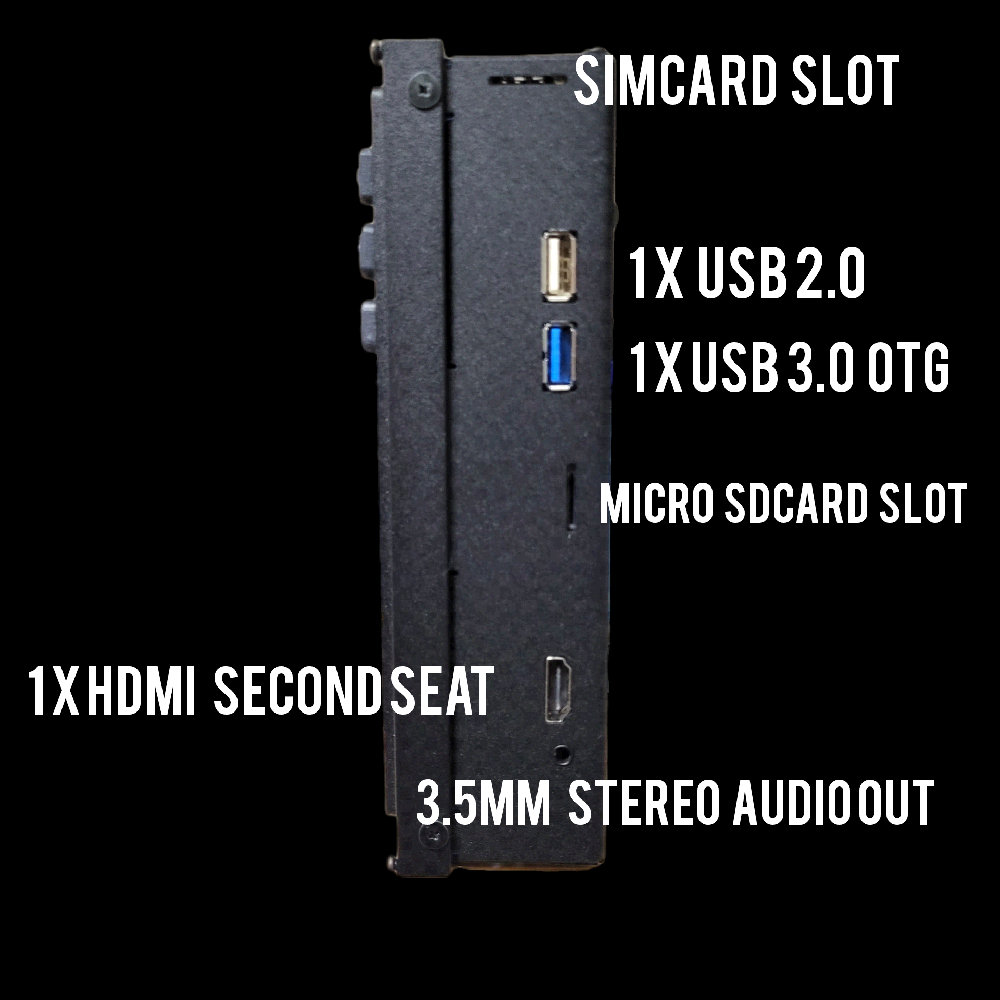 SIMCARD SLOT
1X USB 2.0
1X USB 3.0 OTG
MICRO SDCARD SLOT
1X HDMI SECOND SEAT
3.5MM STEREO AUDIO OUT